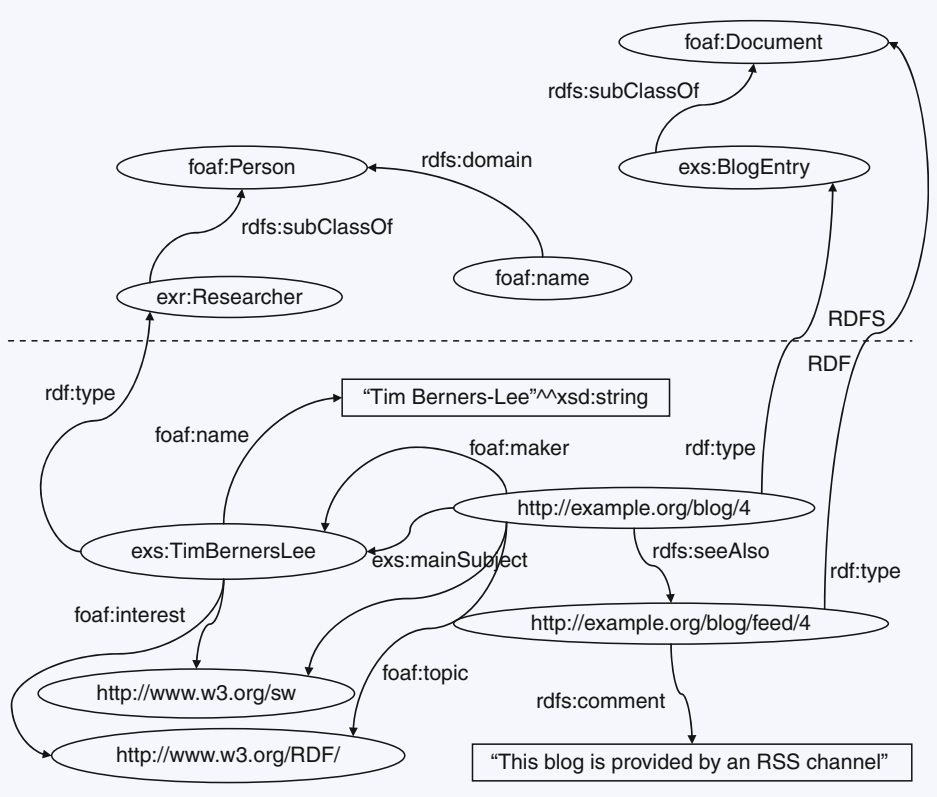 foaf:Document
rdfs:subClassOf
foaf:Person
rdfs:domain
exs:BlogEntry
rdfs:subClassOf
foaf:name
exr:Researcher
RDFS
RDF
rdf:type
“Tim Berners-Lee”^^xsd:string
foaf:name
foaf:maker
rdf:type
http://example.org/blog/4
exs:TimBernersLee
exs:mainSubject
rdfs:seeAlso
rdf:type
foaf:interest
http://example.org/blog/feed/4
foaf:topic
http://www.w3.org/sw
rdfs:comment
http://www.w3.org/RDF/
“This blog is provided by an RSS channel”